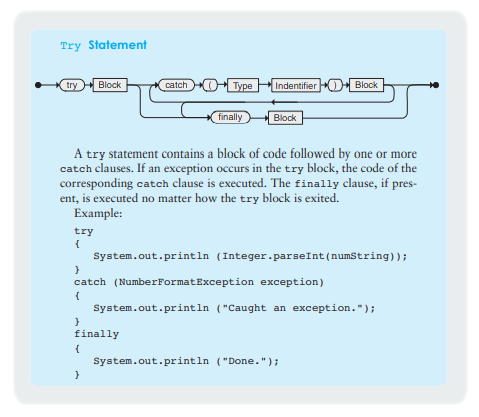 Try Statement
try Block catch ( Type Indentifier ) Block
finally Block
A try statement contains a block of code followed by one or more
catch clauses. If an exception occurs in the try block, the code of the
corresponding catch clause is executed. The finally clause, if pres-
ent, is executed no matter how the try block is exited.
Example:
try
{
System.out.println (Integer.parseInt(numString));
}
catch (NumberFormatException exception)
{
System.out.println ("Caught an exception.");
}
finally
{
System.out.println ("Done.");
}